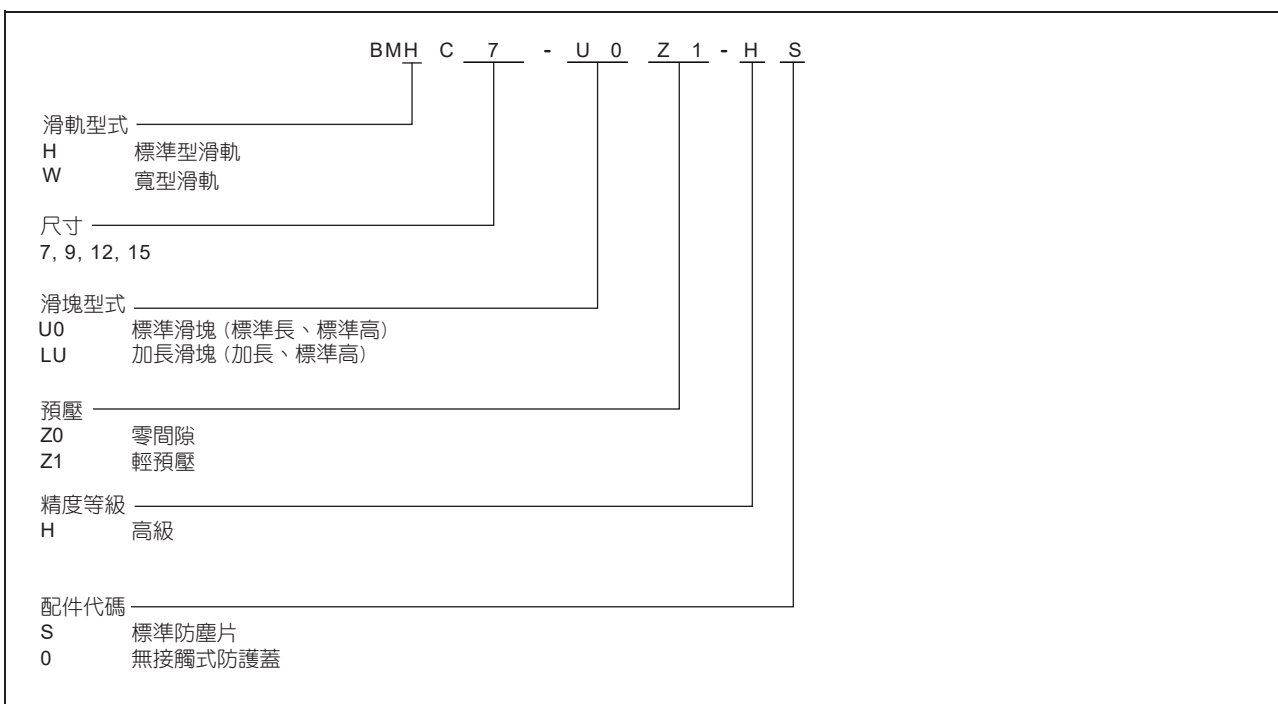 BMH C 7 - U 0 Z 1 - H S
滑軌型式
H 標準型滑軌
W 寬型滑軌
尺寸
7, 9, 12, 15
滑塊型式
U0 標準滑塊 (標準長、標準高)
LU 加長滑塊 (加長、標準高)
預壓
Z0 零間隙
Z1 輕預壓
精度等級
H 高級
配件代碼
S 標準防塵片
0 無接觸式防護蓋